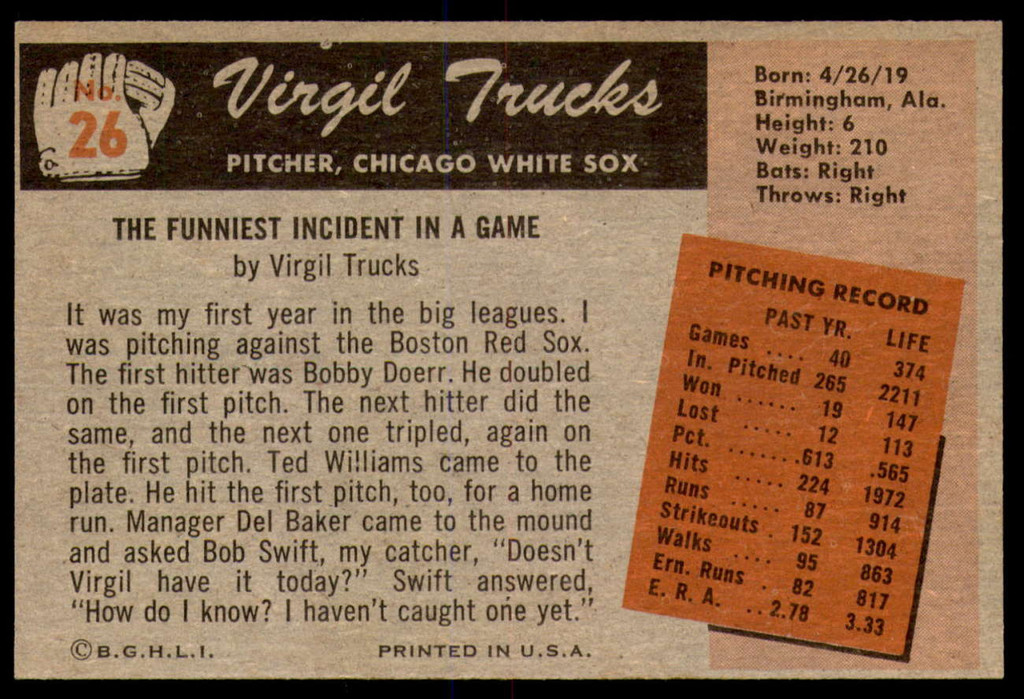 No.
26
Virgil Trucks
PITCHER, CHICAGO WHITE SOX
Born: 4/26/19
Birmingham, Ala.
Height: 6
Weight: 210
Bats: Right
Throws: Right
THE FUNNIEST INCIDENT IN A GAME
by Virgil Trucks
It was my first year in the big leagues. I
was pitching against the Boston Red Sox.
The first hitter was Bobby Doerr. He doubled
on the first pitch. The next hitter did the
same, and the next one tripled, again on
the first pitch. Ted Williams came to the
plate. He hit the first pitch, too, for a home
run. Manager Del Baker came to the mound
and asked Bob Swift, my catcher, "Doesn't
Virgil have it today?" Swift answered,
"How do I know? I haven't caught one yet."
PITCHING RECORD
PAST YR. LIFE
Games .... 40 374
In. Pitched 265 2211
Won ...... 19 147
Lost ..... 12 113
Pct. .......613 .565
Hits ..... 224 1972
Runs ..... 87 914
Strikeouts . 152 1304
Walks .... 95 863
Ern. Runs . 82 817
E. R. A. ..2.78 3.33
© B.G.H.L.I.
PRINTED IN U.S.A.